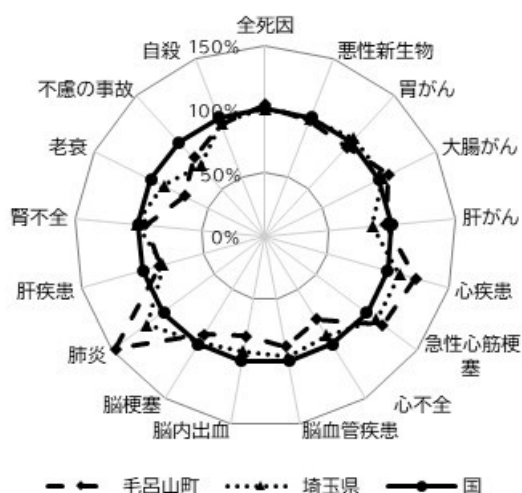 全死因
悪性新生物
胃がん
大腸がん
肝がん
心疾患
急性心筋梗
塞
心不全
脳血管疾患
脳内出血
脳梗塞
肺炎
肝疾患
腎不全
老衰
不慮の事故
自殺
150%
100%
50%
0%
毛呂山町 埼玉県 国